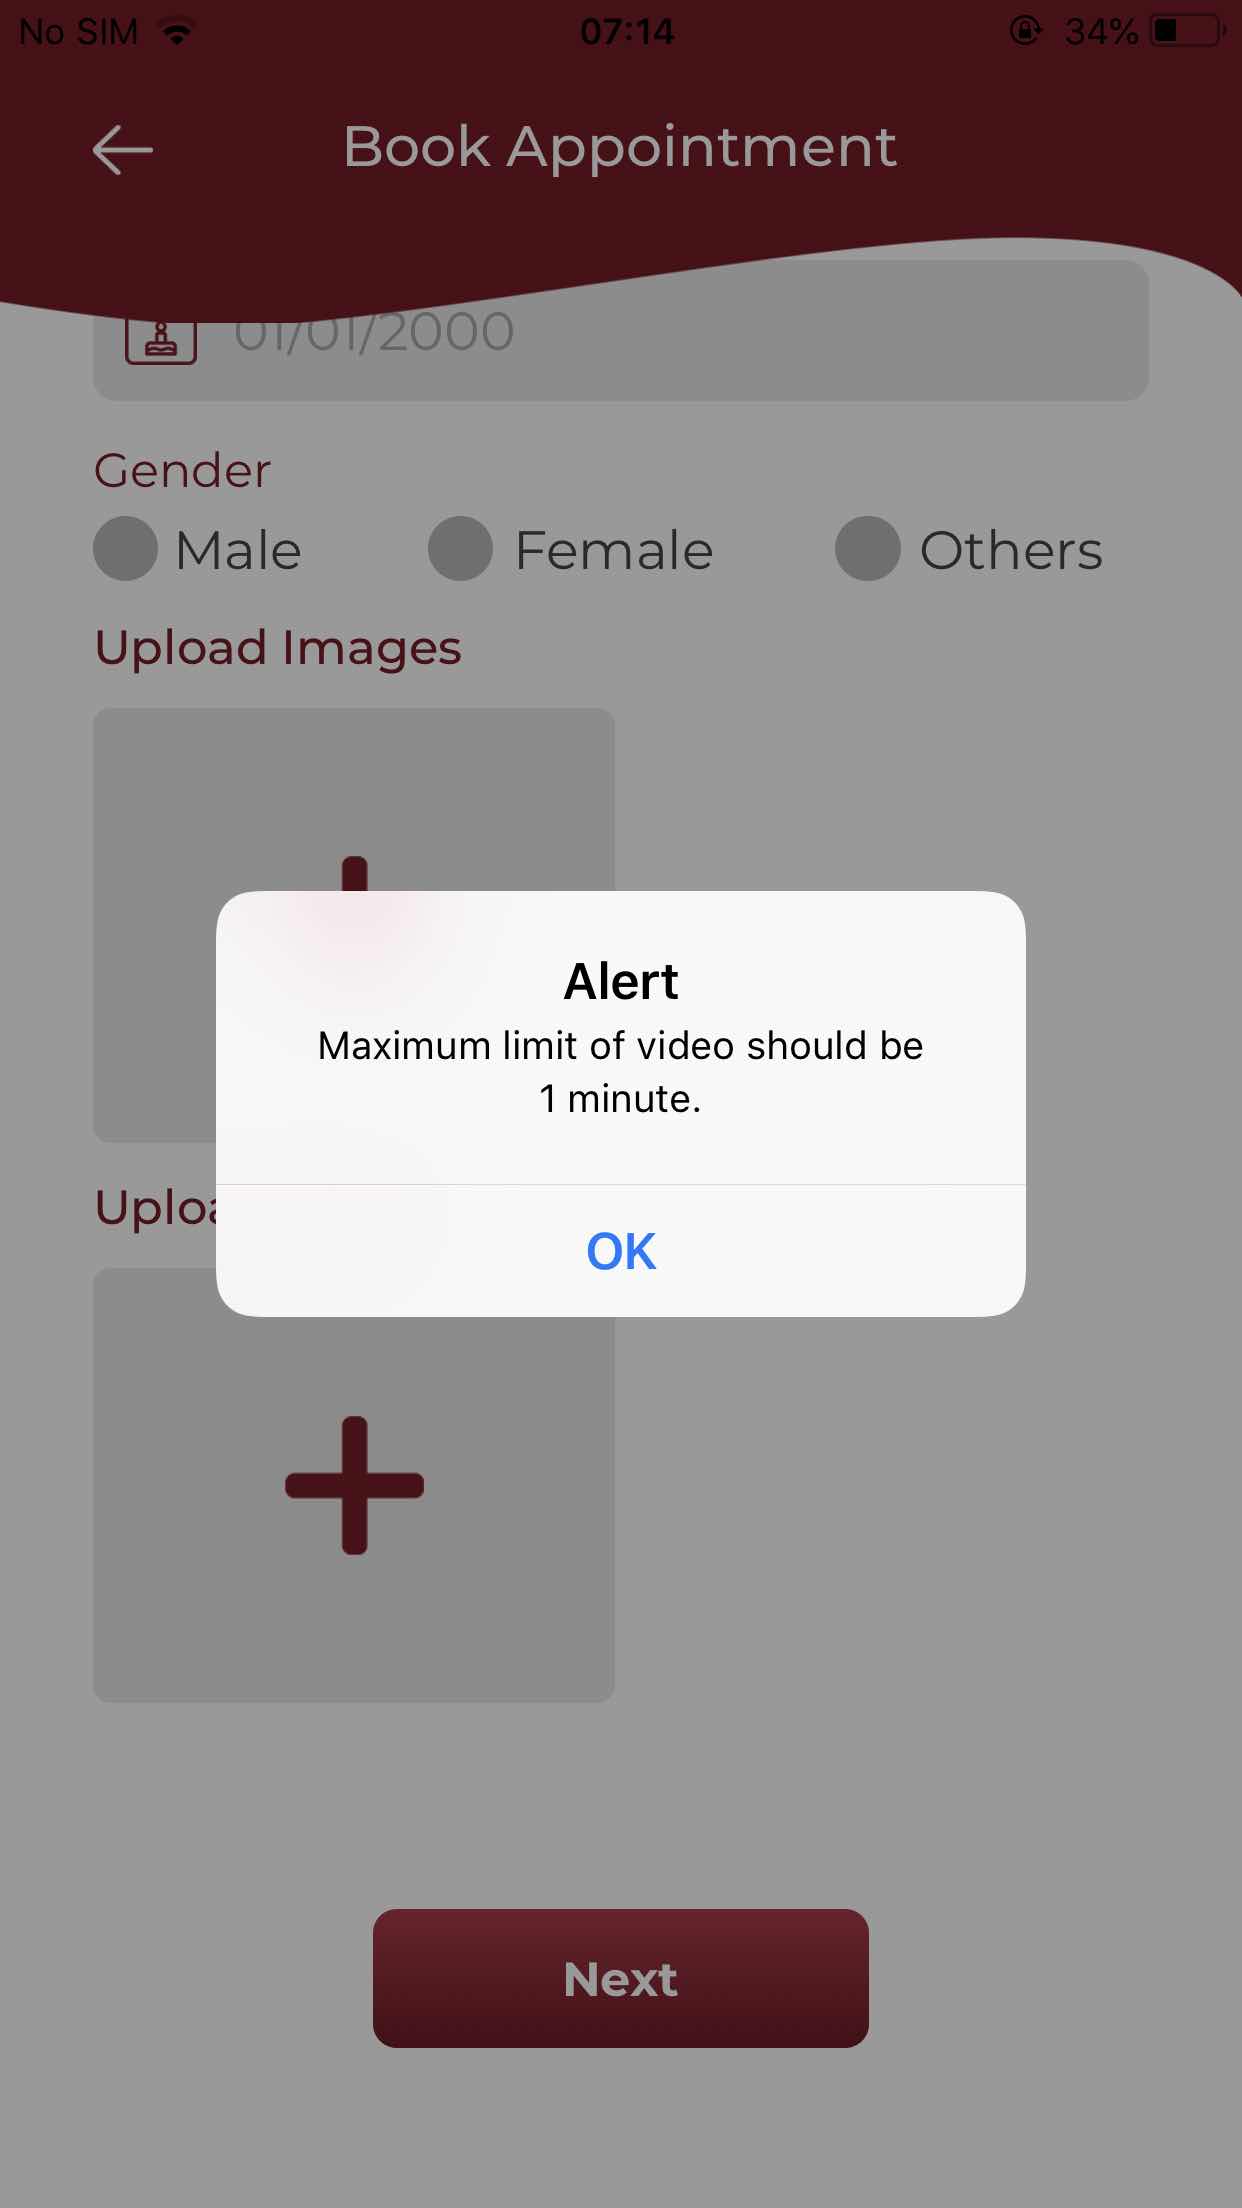 No SIM 07:14 34%
Book Appointment
01/01/2000
Gender
Male Female Others
Upload Images
Alert
Maximum limit of video should be
1 minute.
OK
Next